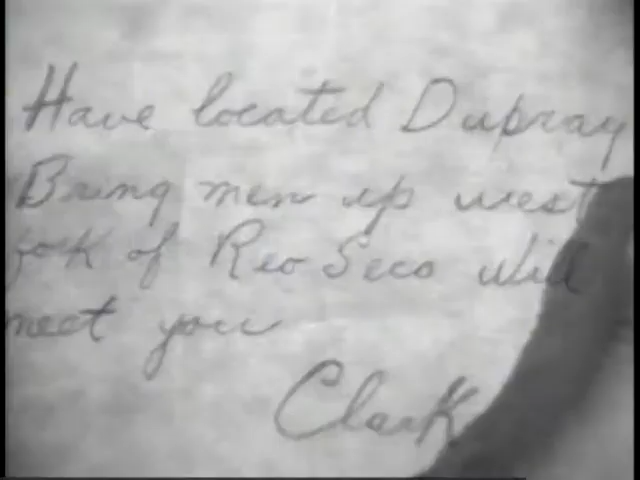 Have located Dupray
Bring men up west
fork of Rio Seco Will
meet you
Clark